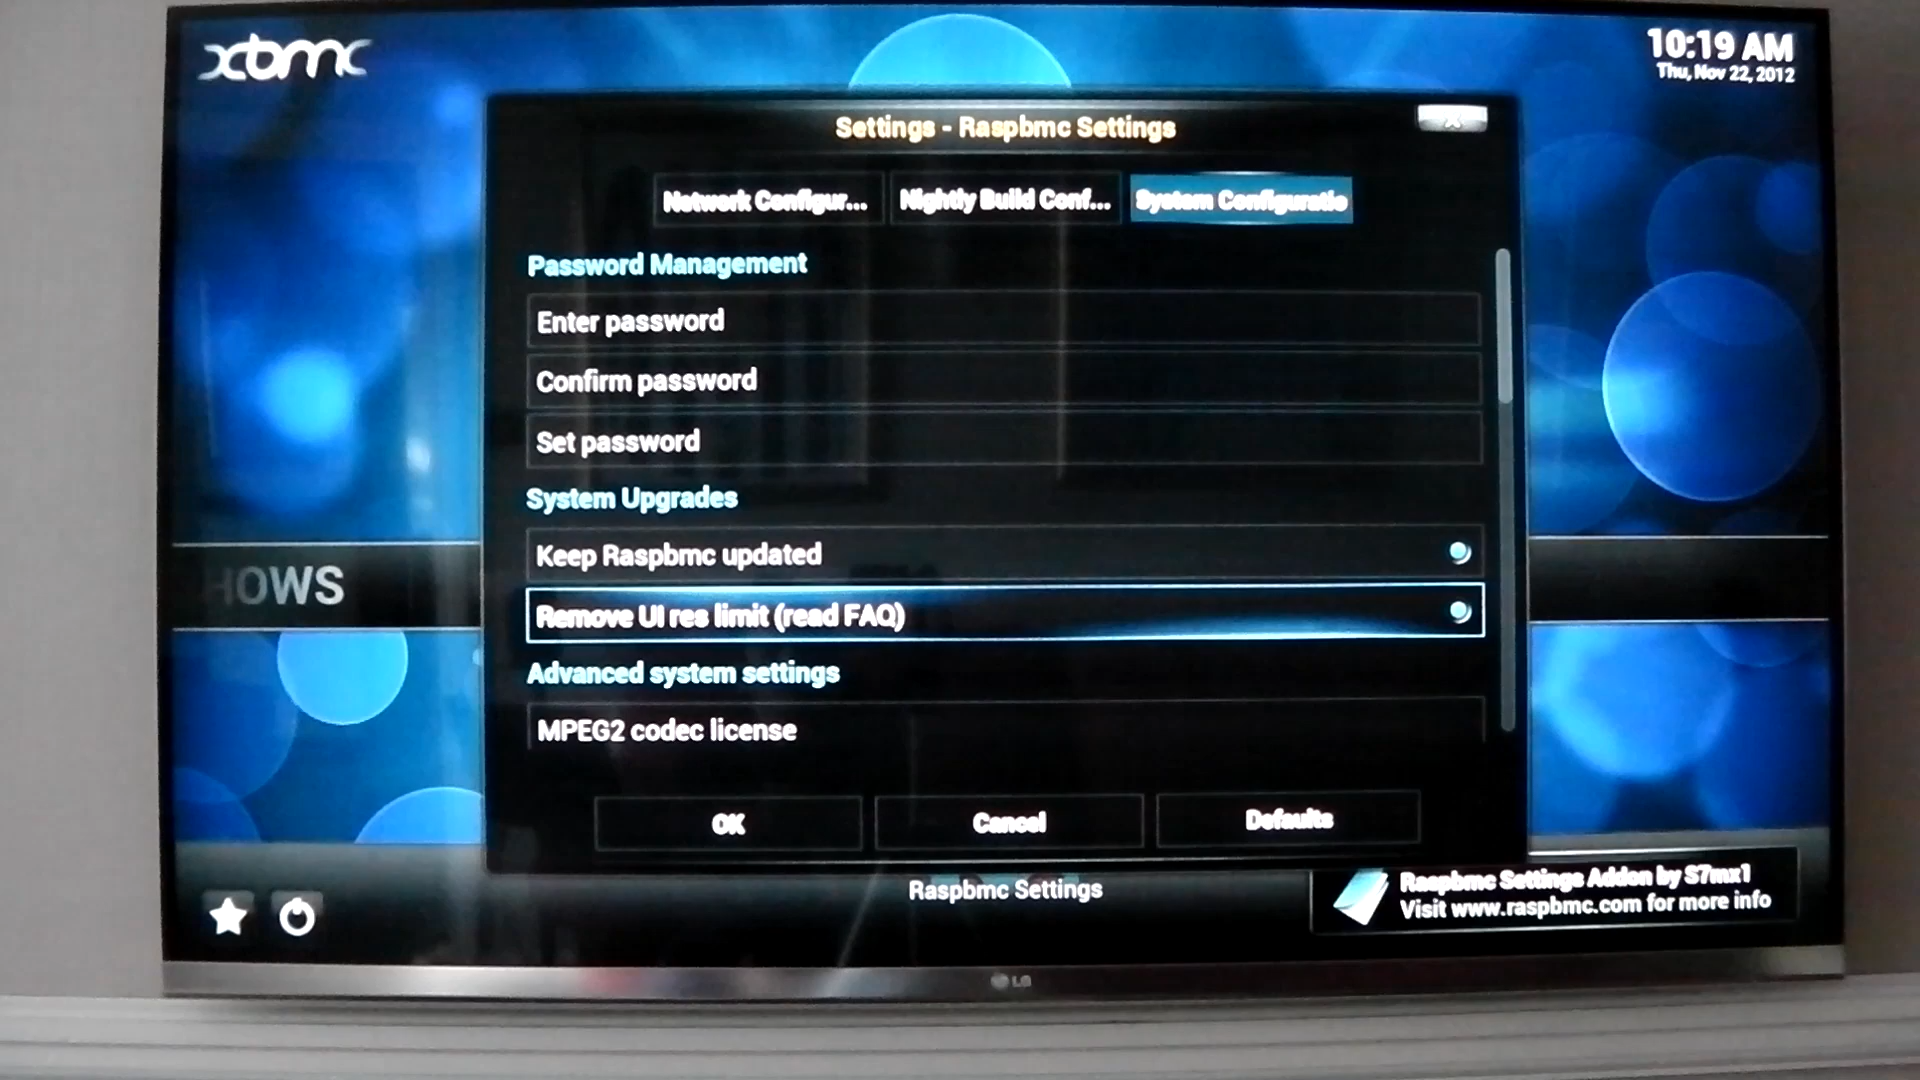 xbmc
10:19 AM
Thu, Nov 22, 2012
Settings - Raspbmc Settings
Network Configur...
Nightly Build Conf...
System Configuratio
Password Management
Enter password
Confirm password
Set password
System Upgrades
Keep Raspbmc updated
HOWS
Remove UI res limit (read FAQ)
Advanced system settings
MPEG2 codec license
OK
Cancel
Defaults
Raspbmc Settings
Raspbmc Settings Addon by S7mx1
Visit www.raspbmc.com for more info
LG